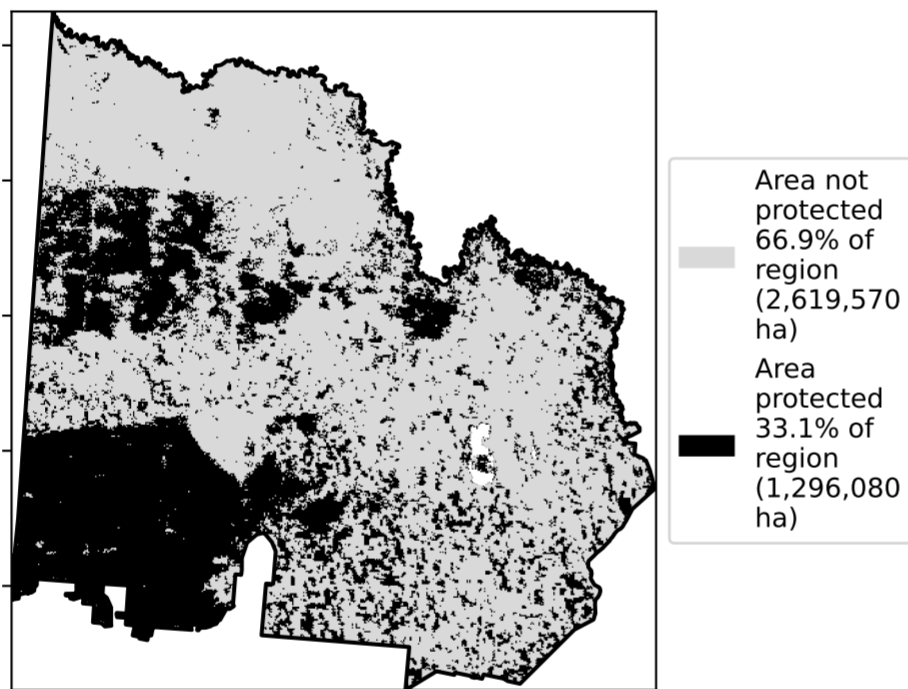 Area not
protected
66.9% of
region
(2,619,570
ha)
Area
protected
33.1% of
region
(1,296,080
ha)